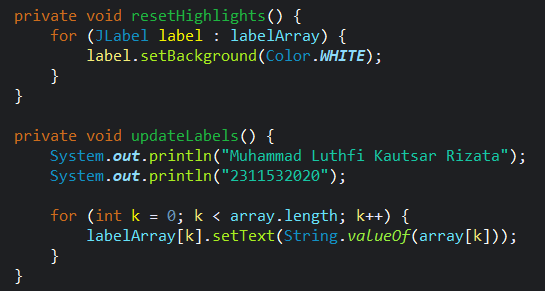 private void resetHighlights() {
    for (JLabel label : labelArray) {
        label.setBackground(Color.WHITE);
    }
}

private void updateLabels() {
    System.out.println("Muhammad Luthfi Kautsar Rizata");
    System.out.println("2311532020");

    for (int k = 0; k < array.length; k++) {
        labelArray[k].setText(String.valueOf(array[k]));
    }
}